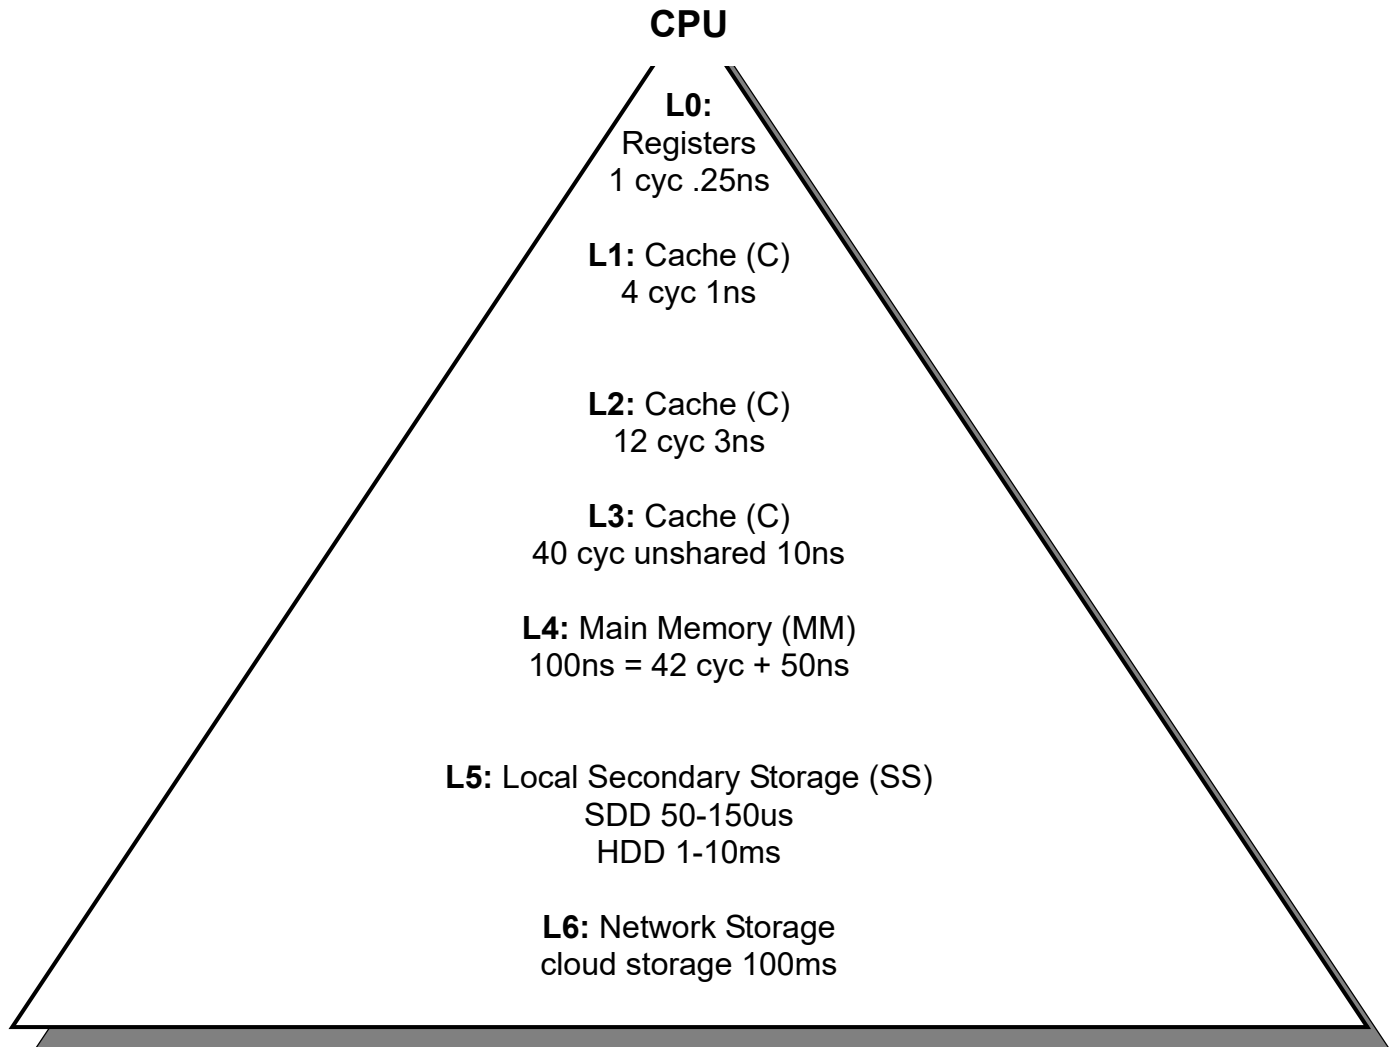 CPU
L0:
Registers
1 cyc .25ns
L1: Cache (C)
4 cyc 1ns
L2: Cache (C)
12 cyc 3ns
L3: Cache (C)
40 cyc unshared 10ns
L4: Main Memory (MM)
100ns = 42 cyc + 50ns
L5: Local Secondary Storage (SS)
SDD 50-150us
HDD 1-10ms
L6: Network Storage
cloud storage 100ms